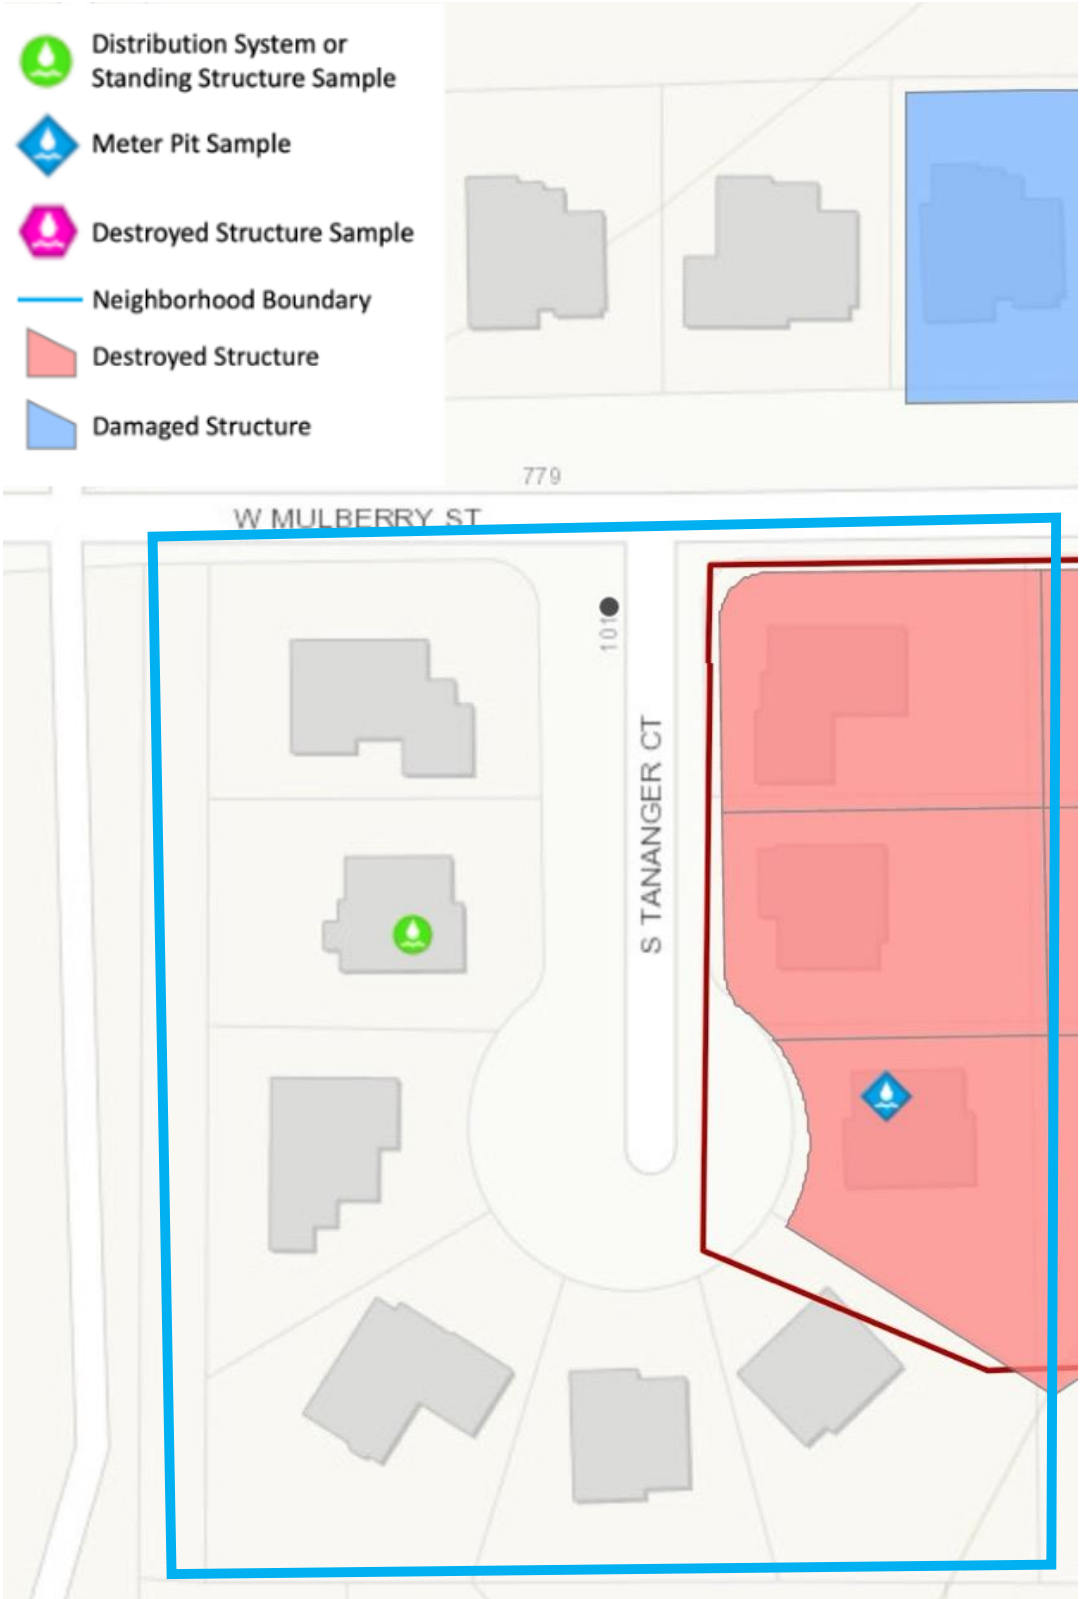 Distribution System or
Standing Structure Sample
Meter Pit Sample
Destroyed Structure Sample
Neighborhood Boundary
Destroyed Structure
Damaged Structure
779
W MULBERRY ST
101
S TANANGER CT